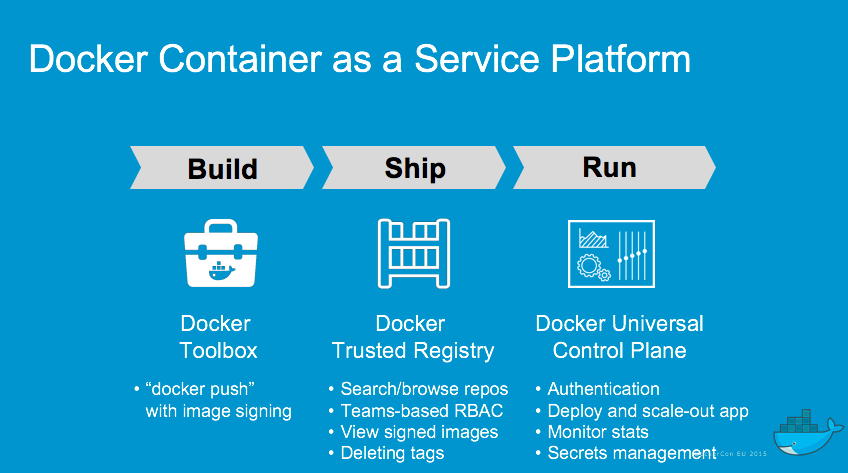 Docker Container as a Service Platform
Build
Ship
Run
Docker
Toolbox
• “docker push”
with image signing
Docker
Trusted Registry
• Search/browse repos
• Teams-based RBAC
• View signed images
• Deleting tags
Docker Universal
Control Plane
• Authentication
• Deploy and scale-out app
• Monitor stats
• Secrets management
EU 2015